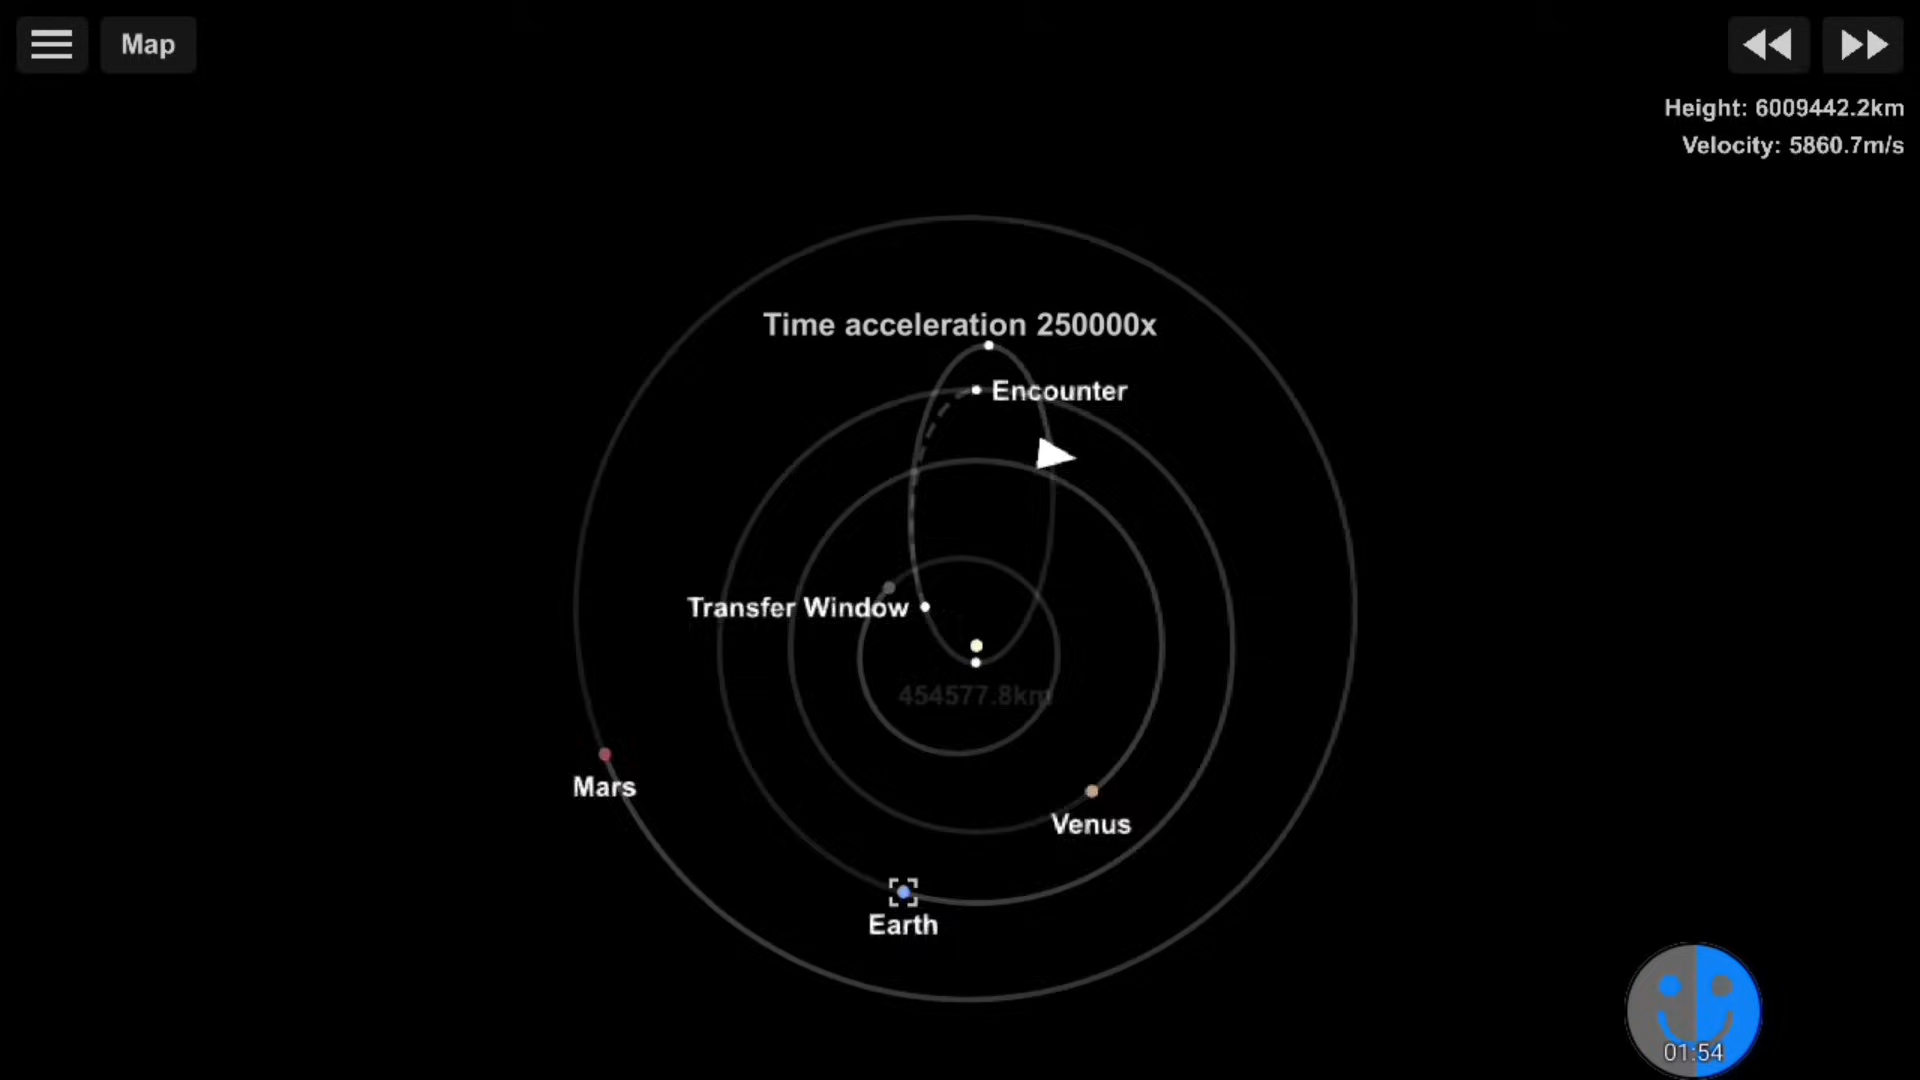 Map
Height: 6009442.2km
Velocity: 5860.7m/s
Time acceleration 250000x
Encounter
Transfer Window
454577.8km
Mars
Venus
Earth
01:54